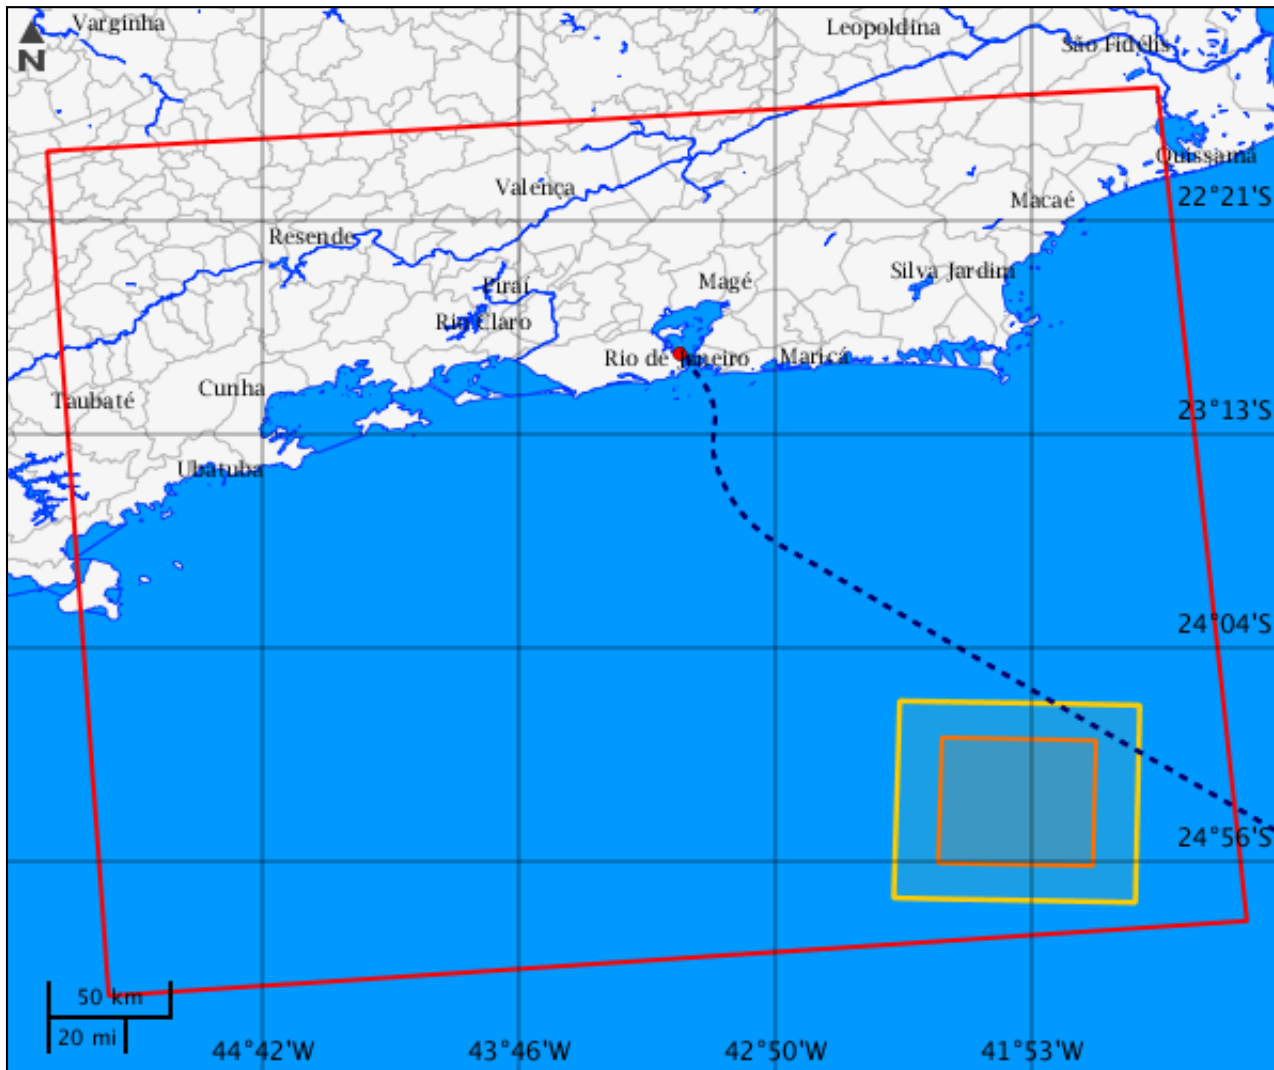 Varginha
Leopoldina
São Fidélis
N
Quissamá
Valença
22°21'S
Macaé
Resende
Silva Jardim
Magé
Piraí
Rio Claro
Rio de Janeiro
Maricá
Cunha
Taubaté
23°13'S
Ubatuba
24°04'S
24°56'S
50 km
20 mi
44°42'W
43°46'W
42°50'W
41°53'W